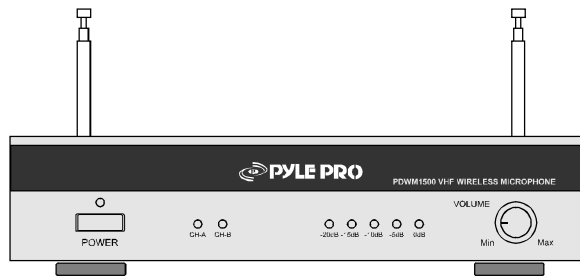 PYLE PRO
PDWM1500 VHF WIRELESS MICROPHONE
VOLUME
POWER
CH-A CH-B
-20dB -15dB -10dB -5dB 0dB
Min Max